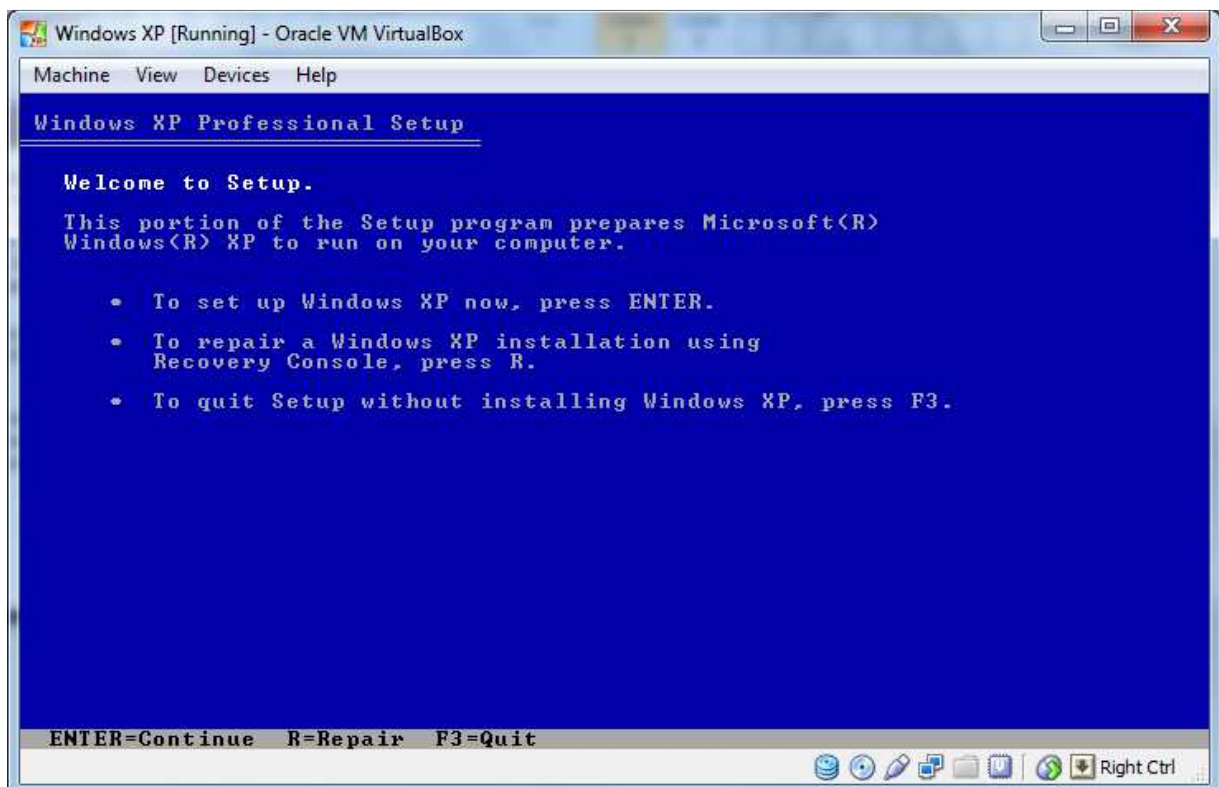 Windows XP [Running] - Oracle VM VirtualBox
Machine View Devices Help
Windows XP Professional Setup
Welcome to Setup.
This portion of the Setup program prepares Microsoft(R)
Windows(R) XP to run on your computer.
• To set up Windows XP now, press ENTER.
• To repair a Windows XP installation using
Recovery Console, press R.
• To quit Setup without installing Windows XP, press F3.
ENTER=Continue R=Repair F3=Quit
Right Ctrl